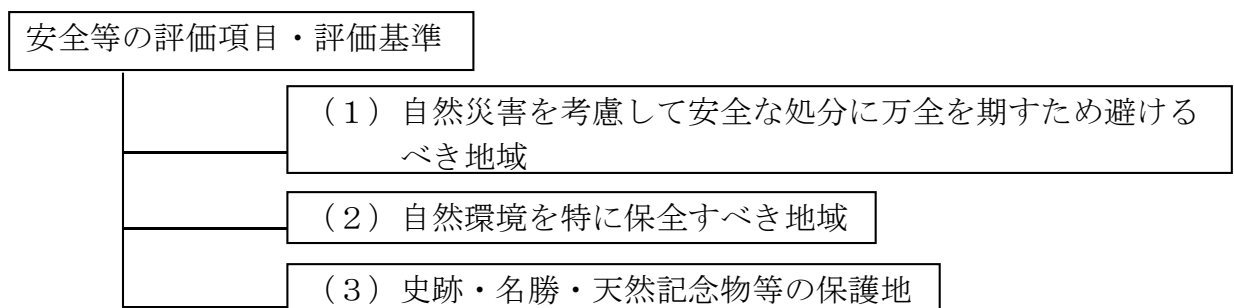 安全等の評価項目・評価基準
（１）自然災害を考慮して安全な処分に万全を期すため避ける
べき地域
（２）自然環境を特に保全すべき地域
（３）史跡・名勝・天然記念物等の保護地